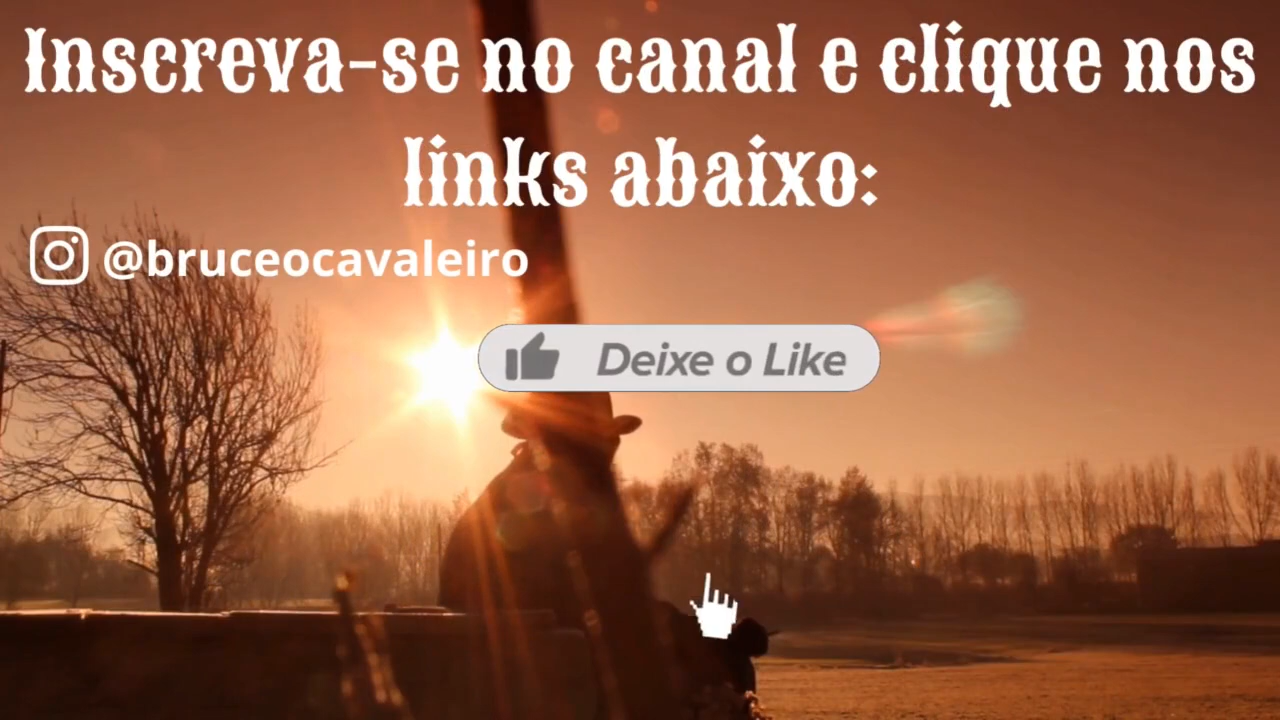 Inscreva-se no canal e clique nos
links abaixo:
@bruceocavaleiro
Deixe o Like